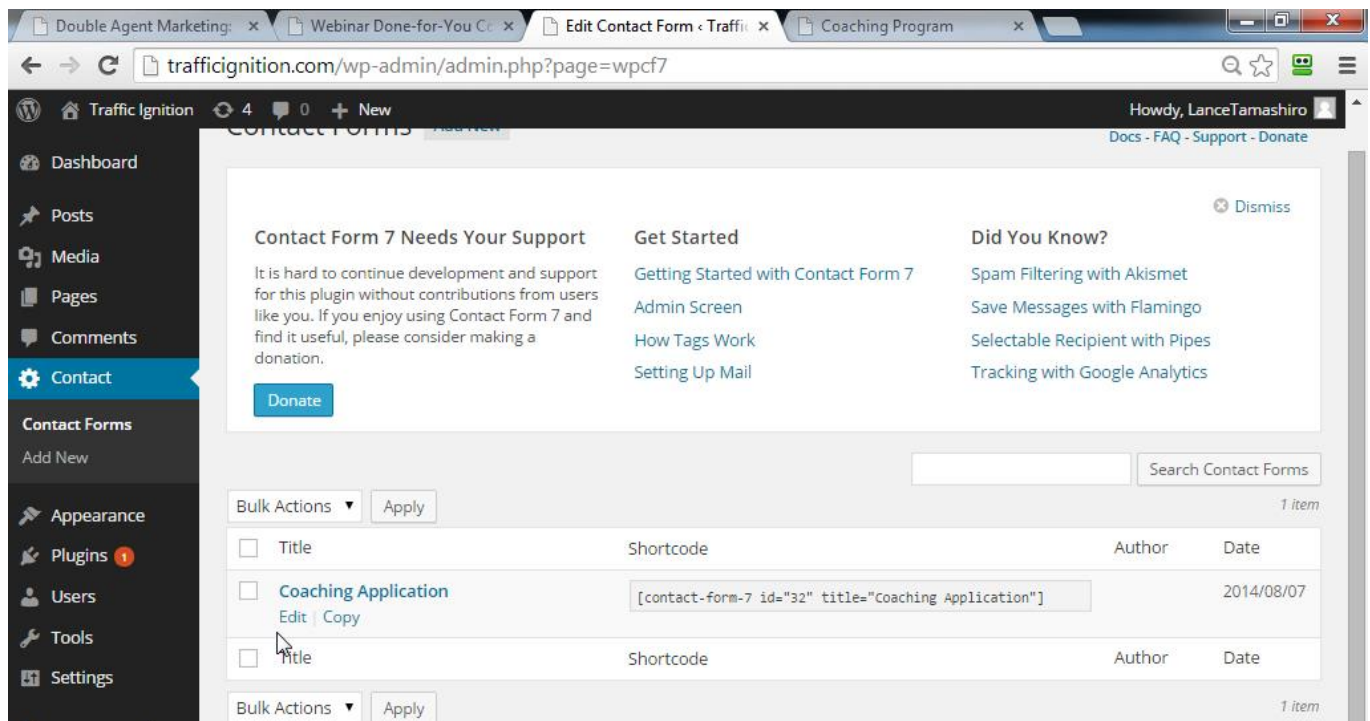 Double Agent Marketing:
Webinar Done-for-You Co
Edit Contact Form ‹ Traffic
Coaching Program
trafficignition.com/wp-admin/admin.php?page=wpcf7
Traffic Ignition 4 0 + New Howdy, LanceTamashiro
Contact Forms Add New
Docs - FAQ - Support - Donate
Dashboard
Posts
Media
Pages
Comments
Contact
Contact Forms
Add New
Appearance
Plugins 1
Users
Tools
Settings
Dismiss
Contact Form 7 Needs Your Support
It is hard to continue development and support
for this plugin without contributions from users
like you. If you enjoy using Contact Form 7 and
find it useful, please consider making a
donation.
Donate
Get Started
Getting Started with Contact Form 7
Admin Screen
How Tags Work
Setting Up Mail
Did You Know?
Spam Filtering with Akismet
Save Messages with Flamingo
Selectable Recipient with Pipes
Tracking with Google Analytics
Search Contact Forms
Bulk Actions Apply 1 item
Title Shortcode Author Date
Coaching Application [contact-form-7 id="32" title="Coaching Application"] 2014/08/07
Edit | Copy
Title Shortcode Author Date
Bulk Actions Apply 1 item